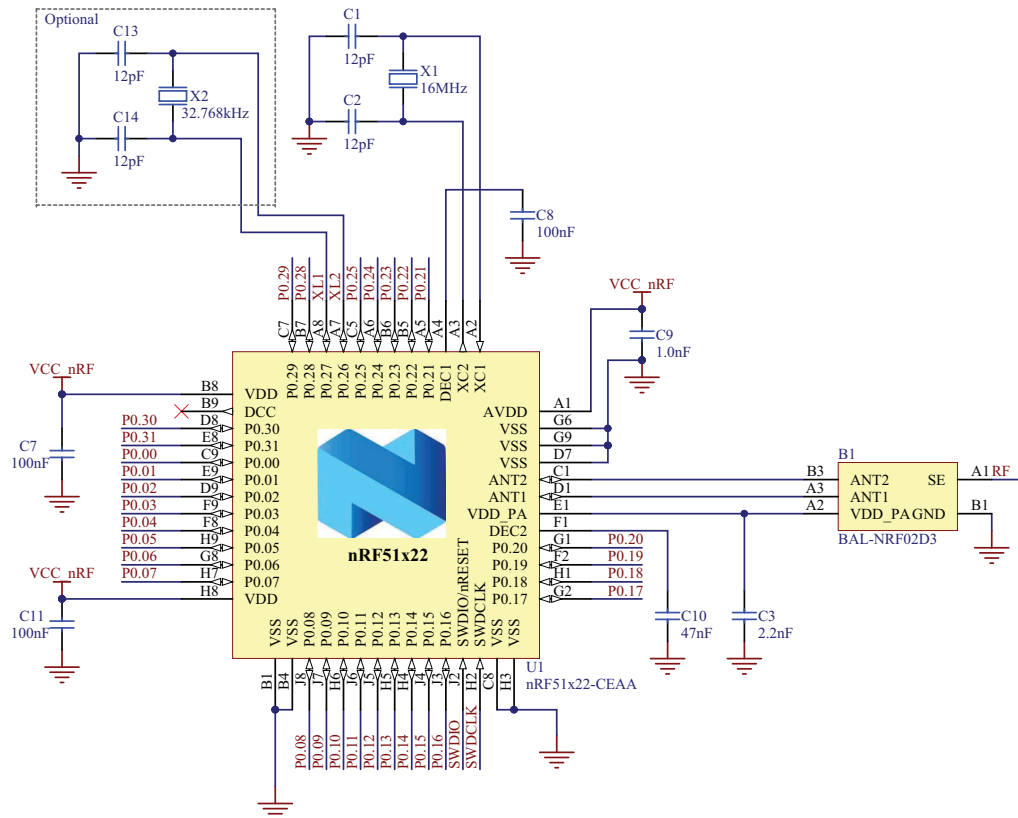 Optional
C13
12pF
X2
32.768kHz
C14
12pF
C1
12pF
X1
16MHz
C2
12pF
C8
100nF
P0.29
P0.28
XL1
XL2
P0.25
P0.24
P0.23
P0.22
P0.21
C7
B7
A8
A7
C5
A6
B6
B5
A5
A4
A3
A2
P0.29
P0.28
P0.27
P0.26
P0.25
P0.24
P0.23
P0.22
P0.21
DEC1
XC2
XC1
VCC_nRF
C9
1.0nF
VCC_nRF
C7
100nF
B8 VDD
B9 DCC
P0.30 D8 P0.30
P0.31 E8 P0.31
P0.00 C9 P0.00
P0.01 E9 P0.01
P0.02 D9 P0.02
P0.03 F9 P0.03
P0.04 F8 P0.04
P0.05 H9 P0.05
P0.06 G8 P0.06
P0.07 H7 P0.07
H8 VDD
VCC_nRF
C11
100nF
nRF51x22
AVDD A1
VSS G6
VSS G9
VSS D7
ANT2 C1
ANT1 D1
VDD_PA E1
DEC2 F1
P0.20 G1 P0.20
P0.19 F2 P0.19
P0.18 H1 P0.18
P0.17 G2 P0.17
B1
B3 ANT2 SE A1 RF
A3 ANT1
A2 VDD_PA GND B1
BAL-NRF02D3
C10
47nF
C3
2.2nF
VSS
VSS
P0.08
P0.09
P0.10
P0.11
P0.12
P0.13
P0.14
P0.15
P0.16
SWDIO/nRESET
SWDCLK
VSS
VSS
U1
nRF51x22-CEAA
B1
B4
J8
J7
H6
J6
J5
H5
H4
J4
J3
J2
H2
C8
H3
P0.08
P0.09
P0.10
P0.11
P0.12
P0.13
P0.14
P0.15
P0.16
SWDIO
SWDCLK